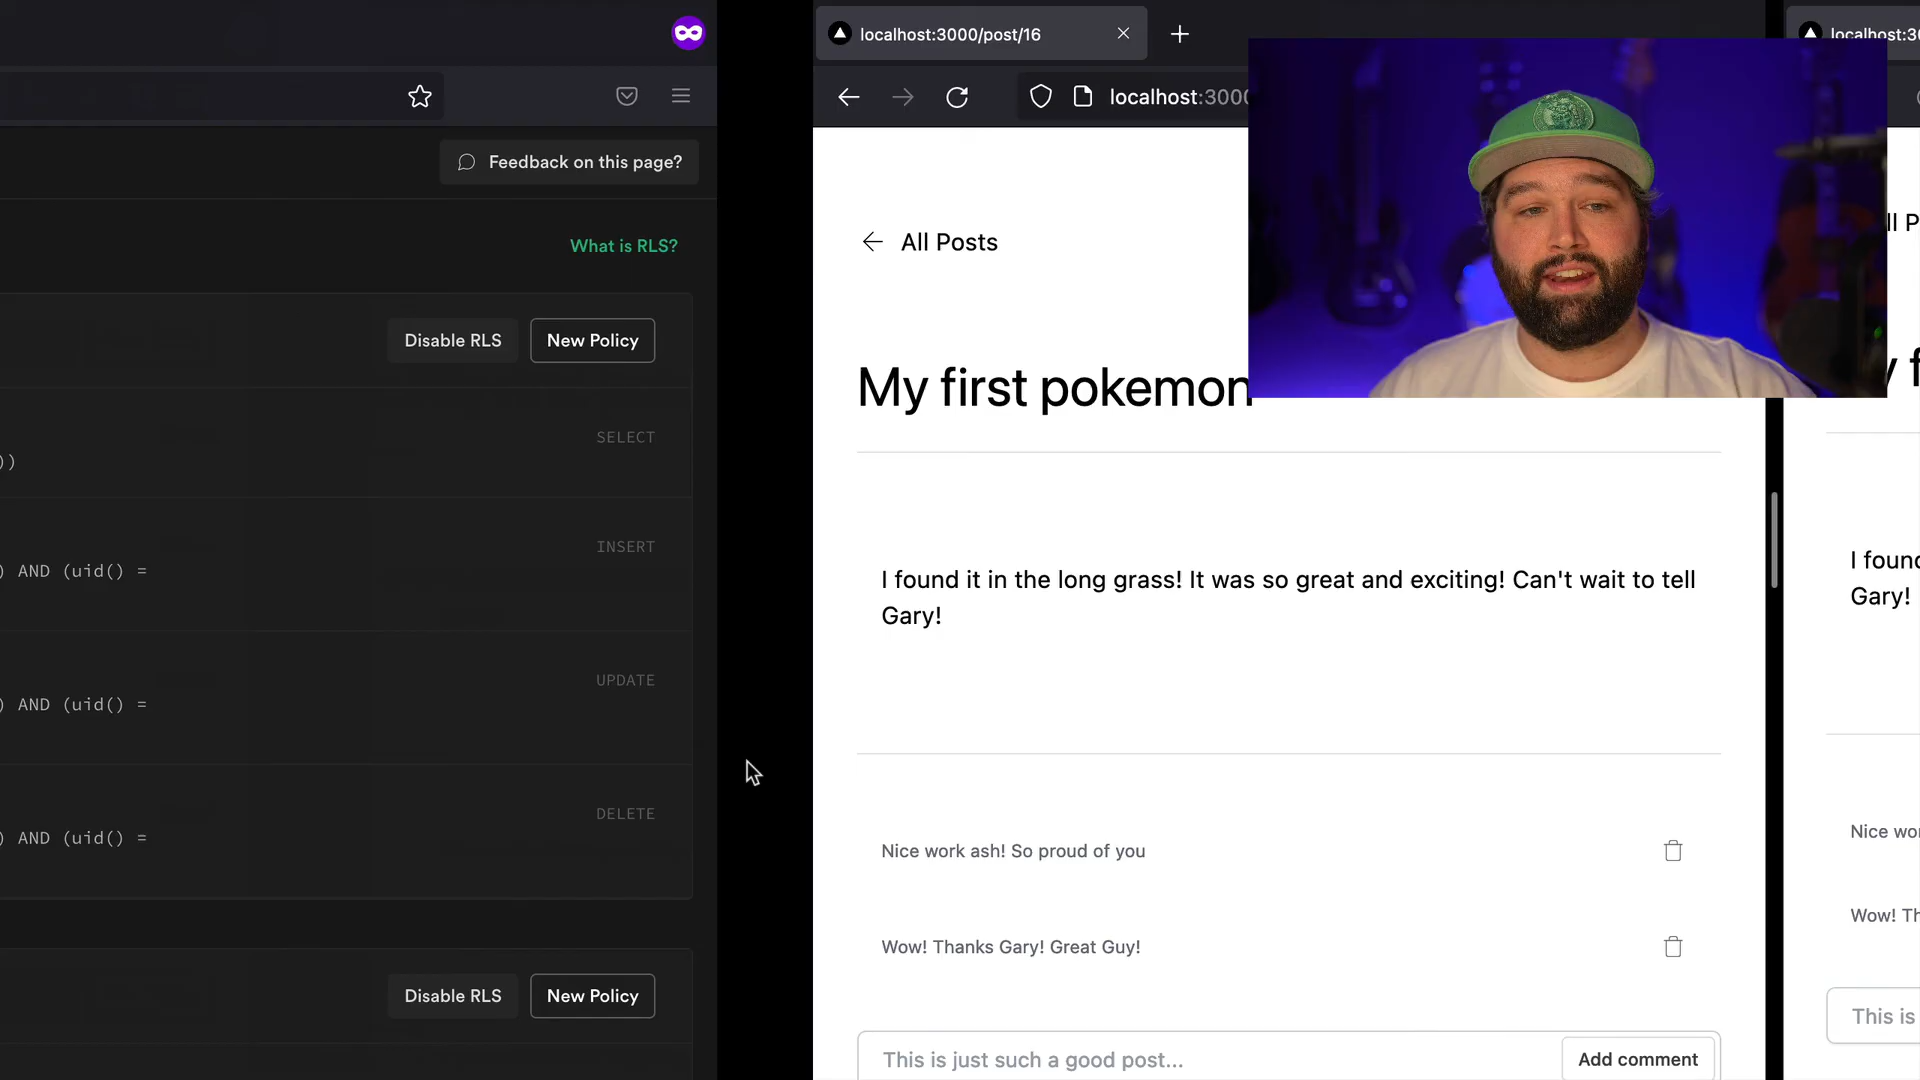 Feedback on this page?
What is RLS?
Disable RLS
New Policy
SELECT
))
INSERT
) AND (uid() =
UPDATE
) AND (uid() =
DELETE
) AND (uid() =
Disable RLS
New Policy
localhost:3000/post/16
localhost:3000
All Posts
My first pokemon
I found it in the long grass! It was so great and exciting! Can't wait to tell
Gary!
Nice work ash! So proud of you
Wow! Thanks Gary! Great Guy!
This is just such a good post...
Add comment
localhost:30
ll P
y f
I found
Gary!
Nice wo
Wow! Th
This is